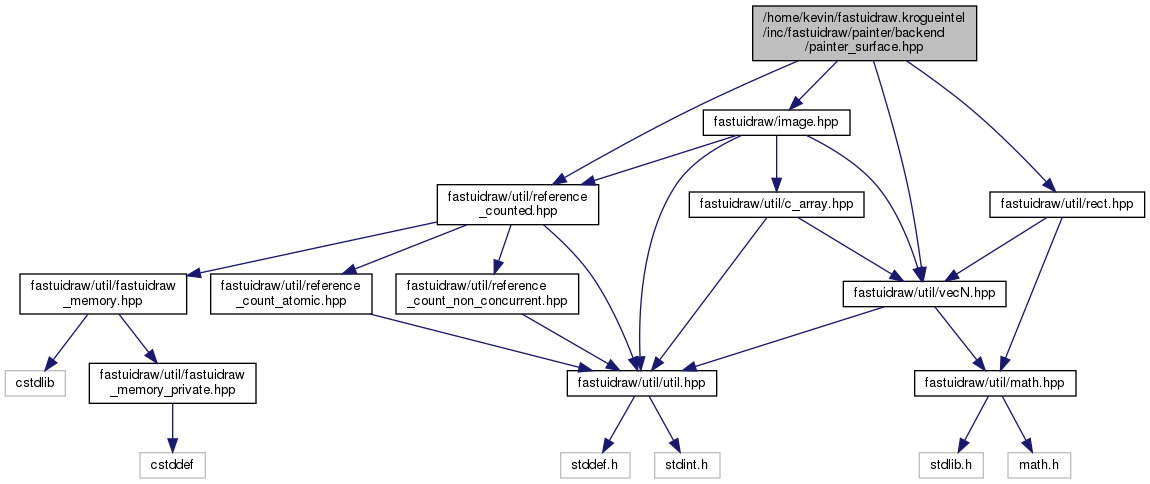 /home/kevin/fastuidraw.krogueintel
/inc/fastuidraw/painter/backend
/painter_surface.hpp
fastuidraw/image.hpp
fastuidraw/util/reference
_counted.hpp
fastuidraw/util/c_array.hpp
fastuidraw/util/rect.hpp
fastuidraw/util/fastuidraw
_memory.hpp
fastuidraw/util/reference
_count_atomic.hpp
fastuidraw/util/reference
_count_non_concurrent.hpp
fastuidraw/util/vecN.hpp
cstdlib
fastuidraw/util/fastuidraw
_memory_private.hpp
fastuidraw/util/util.hpp
fastuidraw/util/math.hpp
cstddef
stddef.h
stdint.h
stdlib.h
math.h